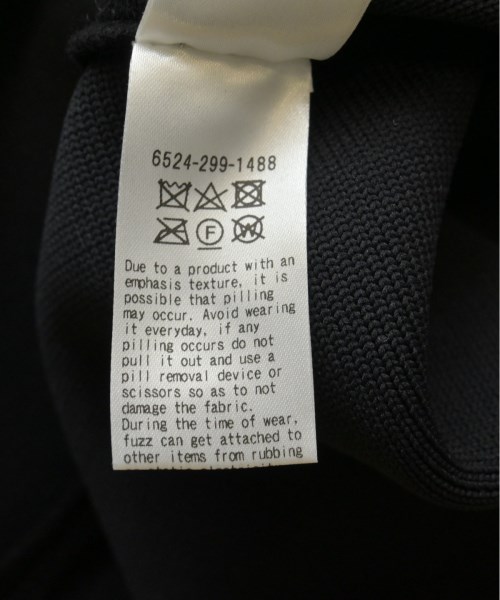 6524-299-1488
F W
Due to a product with an
emphasis texture, it is
possible that pilling
may occur. Avoid wearing
it everyday, if any
pilling occurs do not
pull it out and use a
pill removal device or
scissors so as to not
damage the fabric.
During the time of wear,
fuzz can get attached to
other items from rubbing